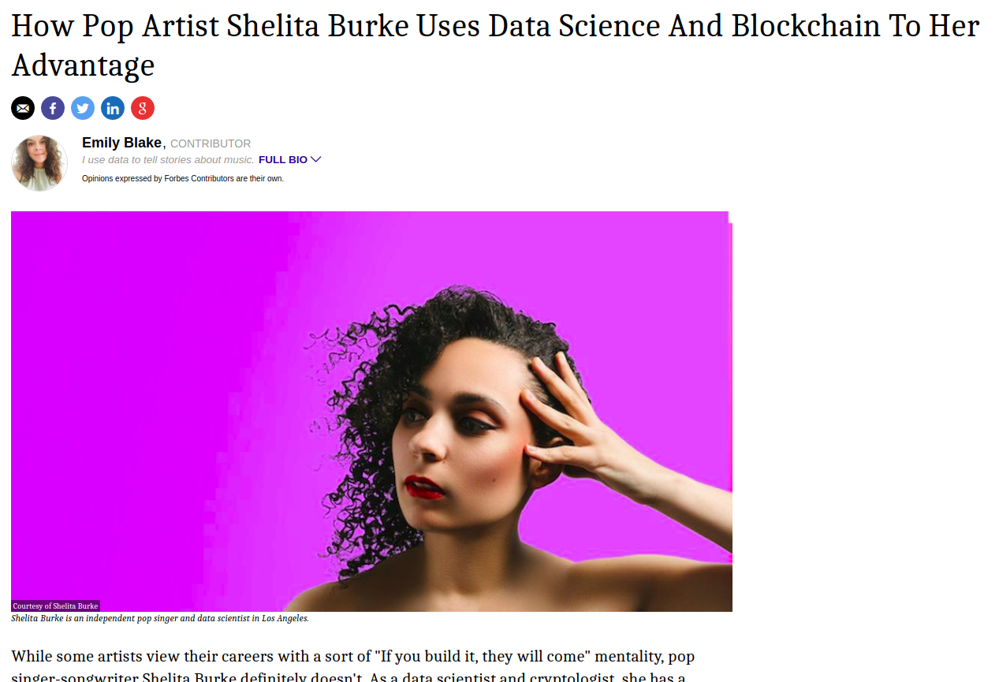 How Pop Artist Shelita Burke Uses Data Science And Blockchain To Her
Advantage
f
in
g
Emily Blake, CONTRIBUTOR
I use data to tell stories about music. FULL BIO
Opinions expressed by Forbes Contributors are their own.
Courtesy of Shelita Burke
Shelita Burke is an independent pop singer and data scientist in Los Angeles.
While some artists view their careers with a sort of "If you build it, they will come" mentality, pop
singer-songwriter Shelita Burke definitely doesn't. As a data scientist and cryptologist, she has a